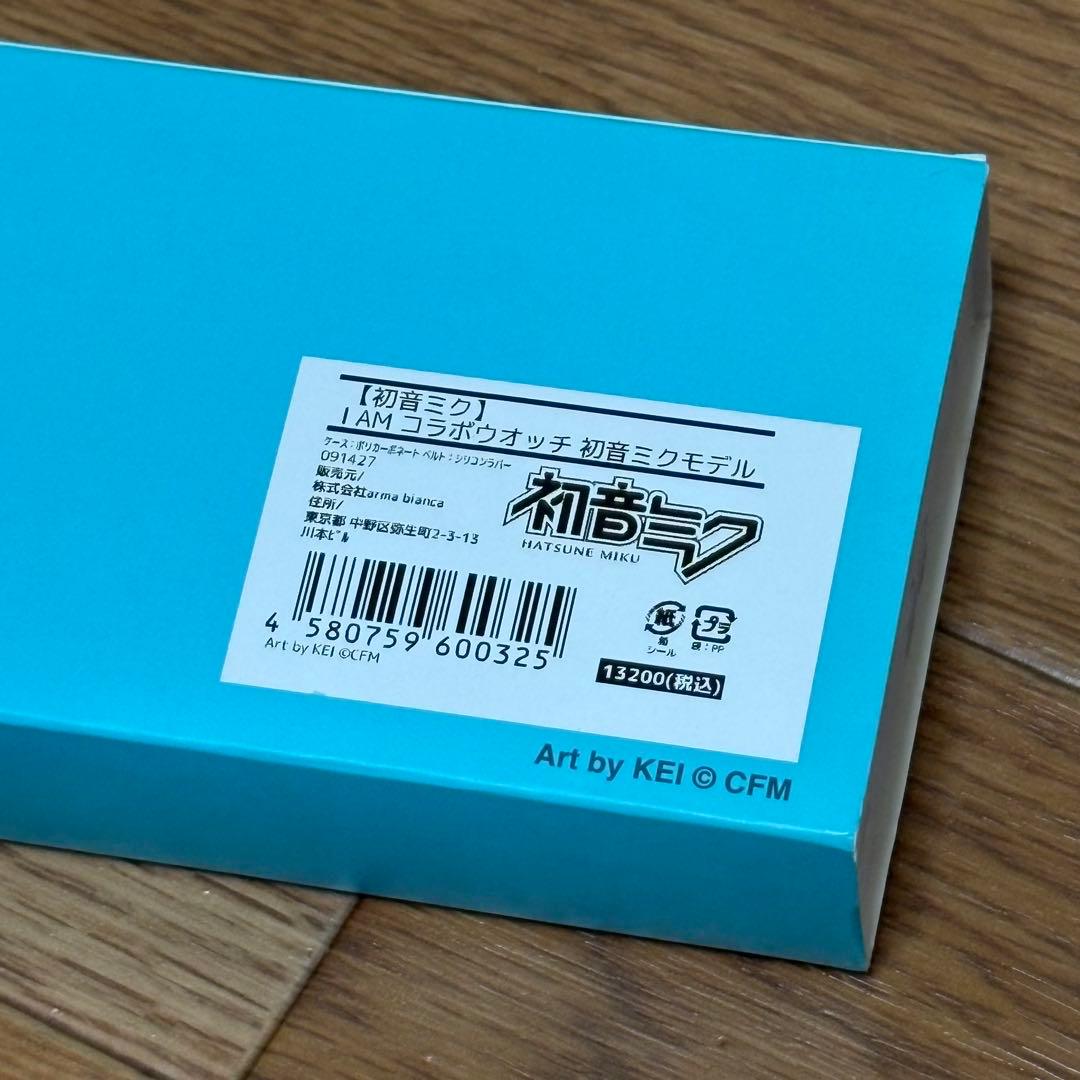 【初音ミク】
I AM コラボウオッチ 初音ミクモデル
ケース:ポリカーボネート ベルト:シリコンラバー
091427
販売元/
株式会社arma bianca
住所/
東京都 中野区弥生町2-3-13
川本ビル
初音ミク
HATSUNE MIKU
4 580759 600325
Art by KEI ©CFM
紙
箱
シール
プラ
袋:PP
13200(税込)
Art by KEI © CFM